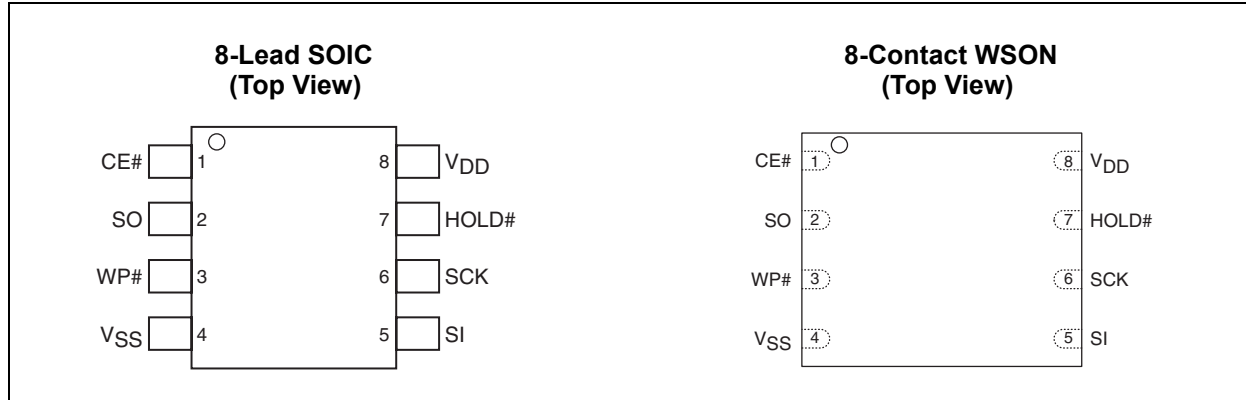 8-Lead SOIC
(Top View)
CE# 1 8 VDD
SO 2 7 HOLD#
WP# 3 6 SCK
VSS 4 5 SI
8-Contact WSON
(Top View)
CE# 1 8 VDD
SO 2 7 HOLD#
WP# 3 6 SCK
VSS 4 5 SI